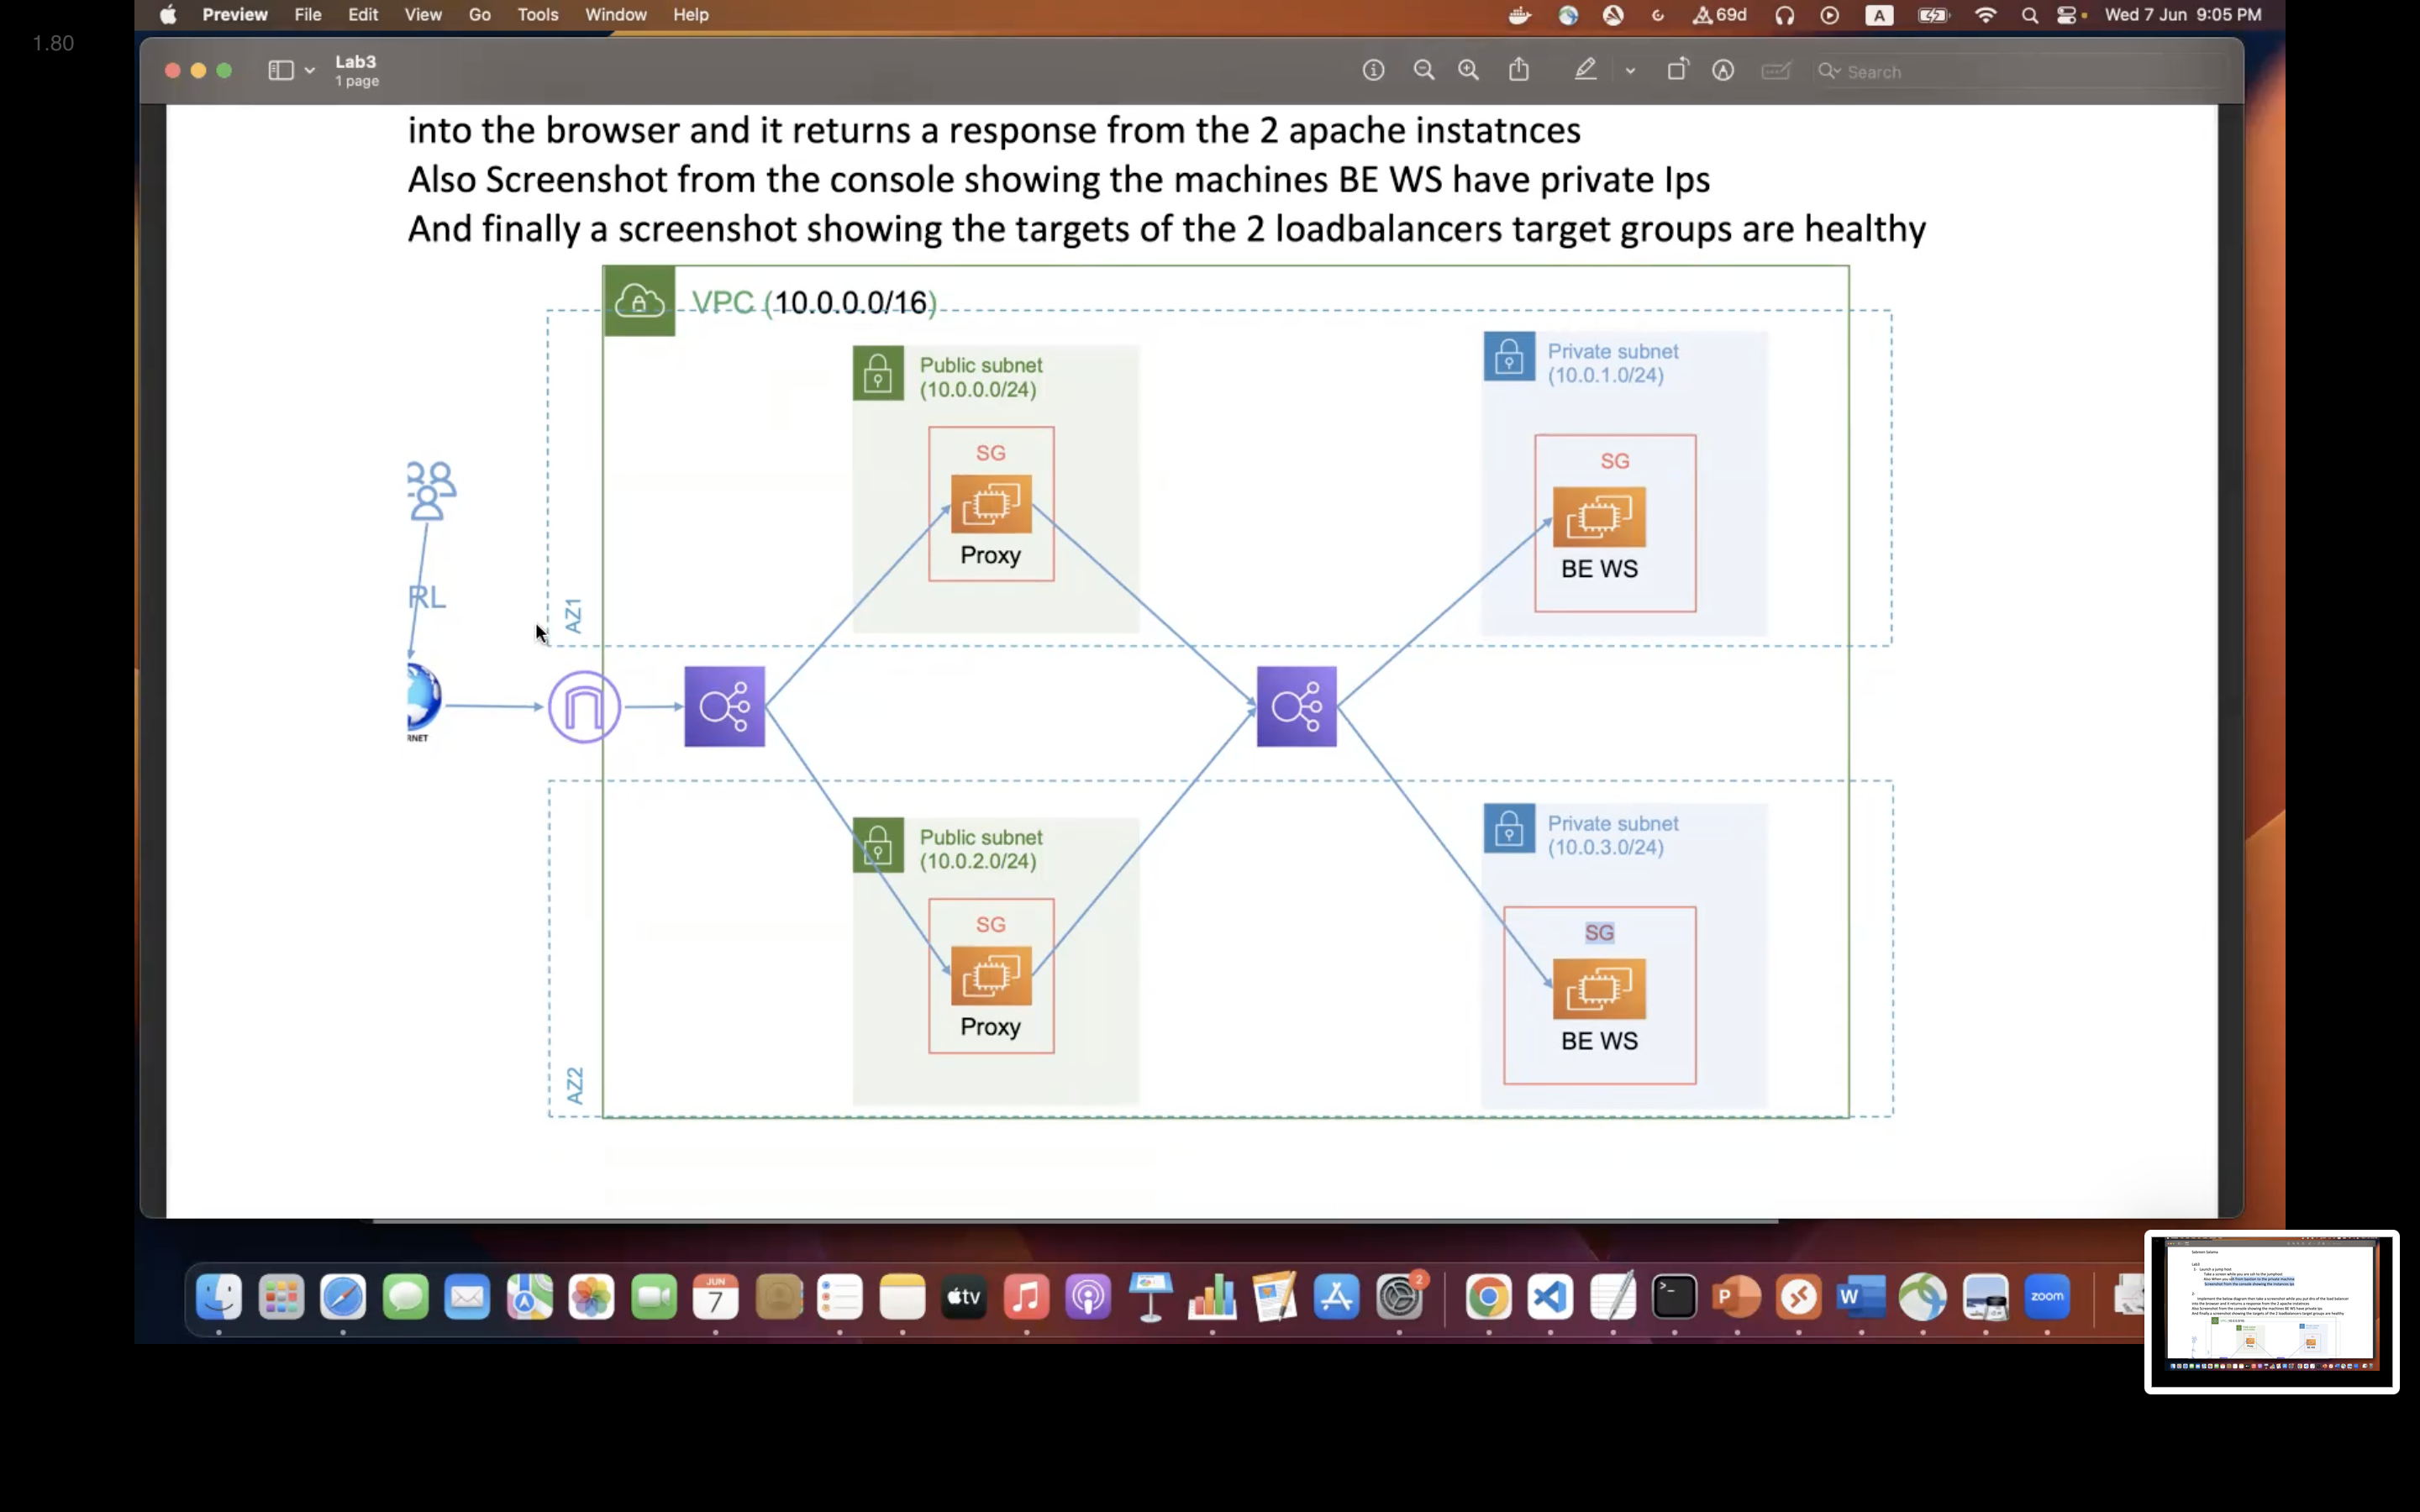 1.80
Preview File Edit View Go Tools Window Help
69d A Wed 7 Jun 9:05 PM
Lab3
1 page
Search
into the browser and it returns a response from the 2 apache instatnces
Also Screenshot from the console showing the machines BE WS have private Ips
And finally a screenshot showing the targets of the 2 loadbalancers target groups are healthy
VPC (10.0.0.0/16)
Public subnet
(10.0.0.0/24)
SG
Proxy
Private subnet
(10.0.1.0/24)
SG
BE WS
AZ1
RL
RNET
Public subnet
(10.0.2.0/24)
SG
Proxy
Private subnet
(10.0.3.0/24)
SG
BE WS
AZ2
JUN
7
tv
2
P
W
zoom